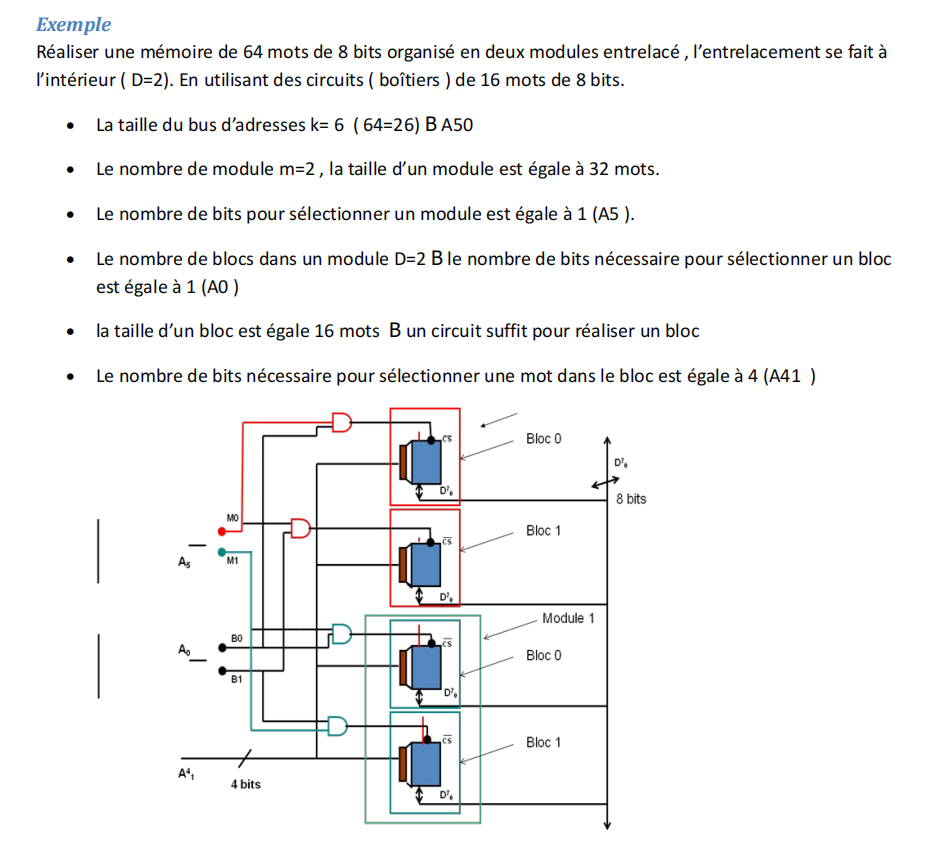 Exemple
Réaliser une mémoire de 64 mots de 8 bits organisé en deux modules entrelacé , l’entrelacement se fait à
l’intérieur ( D=2). En utilisant des circuits ( boîtiers ) de 16 mots de 8 bits.
• La taille du bus d’adresses k= 6 ( 64=26) B A50
• Le nombre de module m=2 , la taille d’un module est égale à 32 mots.
• Le nombre de bits pour sélectionner un module est égale à 1 (A5 ).
• Le nombre de blocs dans un module D=2 B le nombre de bits nécessaire pour sélectionner un bloc
est égale à 1 (A0 )
• la taille d’un bloc est égale 16 mots B un circuit suffit pour réaliser un bloc
• Le nombre de bits nécessaire pour sélectionner une mot dans le bloc est égale à 4 (A41 )
CS
Bloc 0
D⁷₀
D⁷₀
8 bits
M0
CS
Bloc 1
A₅
M1
D⁷₀
Module 1
B0
CS
A₀
Bloc 0
B1
D⁷₀
CS
Bloc 1
A⁴₁
4 bits
D⁷₀